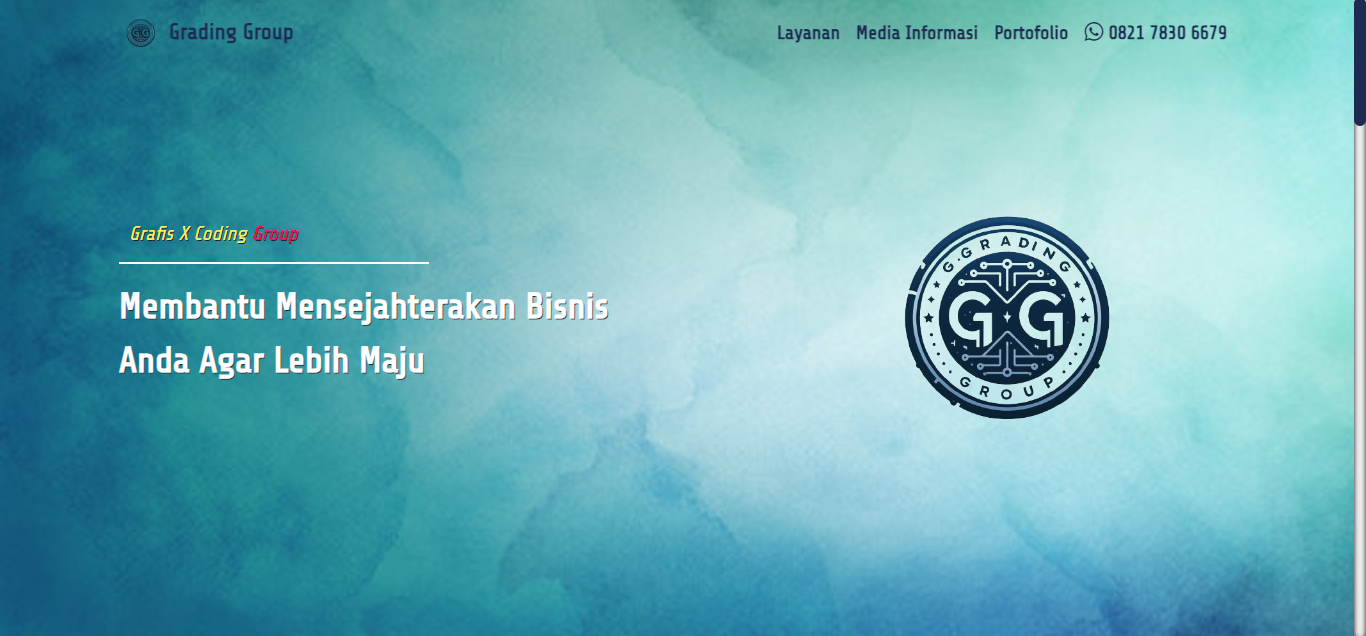 Grading Group
Layanan Media Informasi Portofolio 0821 7830 6679
Grafis X Coding Group
Membantu Mensejahterakan Bisnis
Anda Agar Lebih Maju
G.GRADING
GG
GROUP